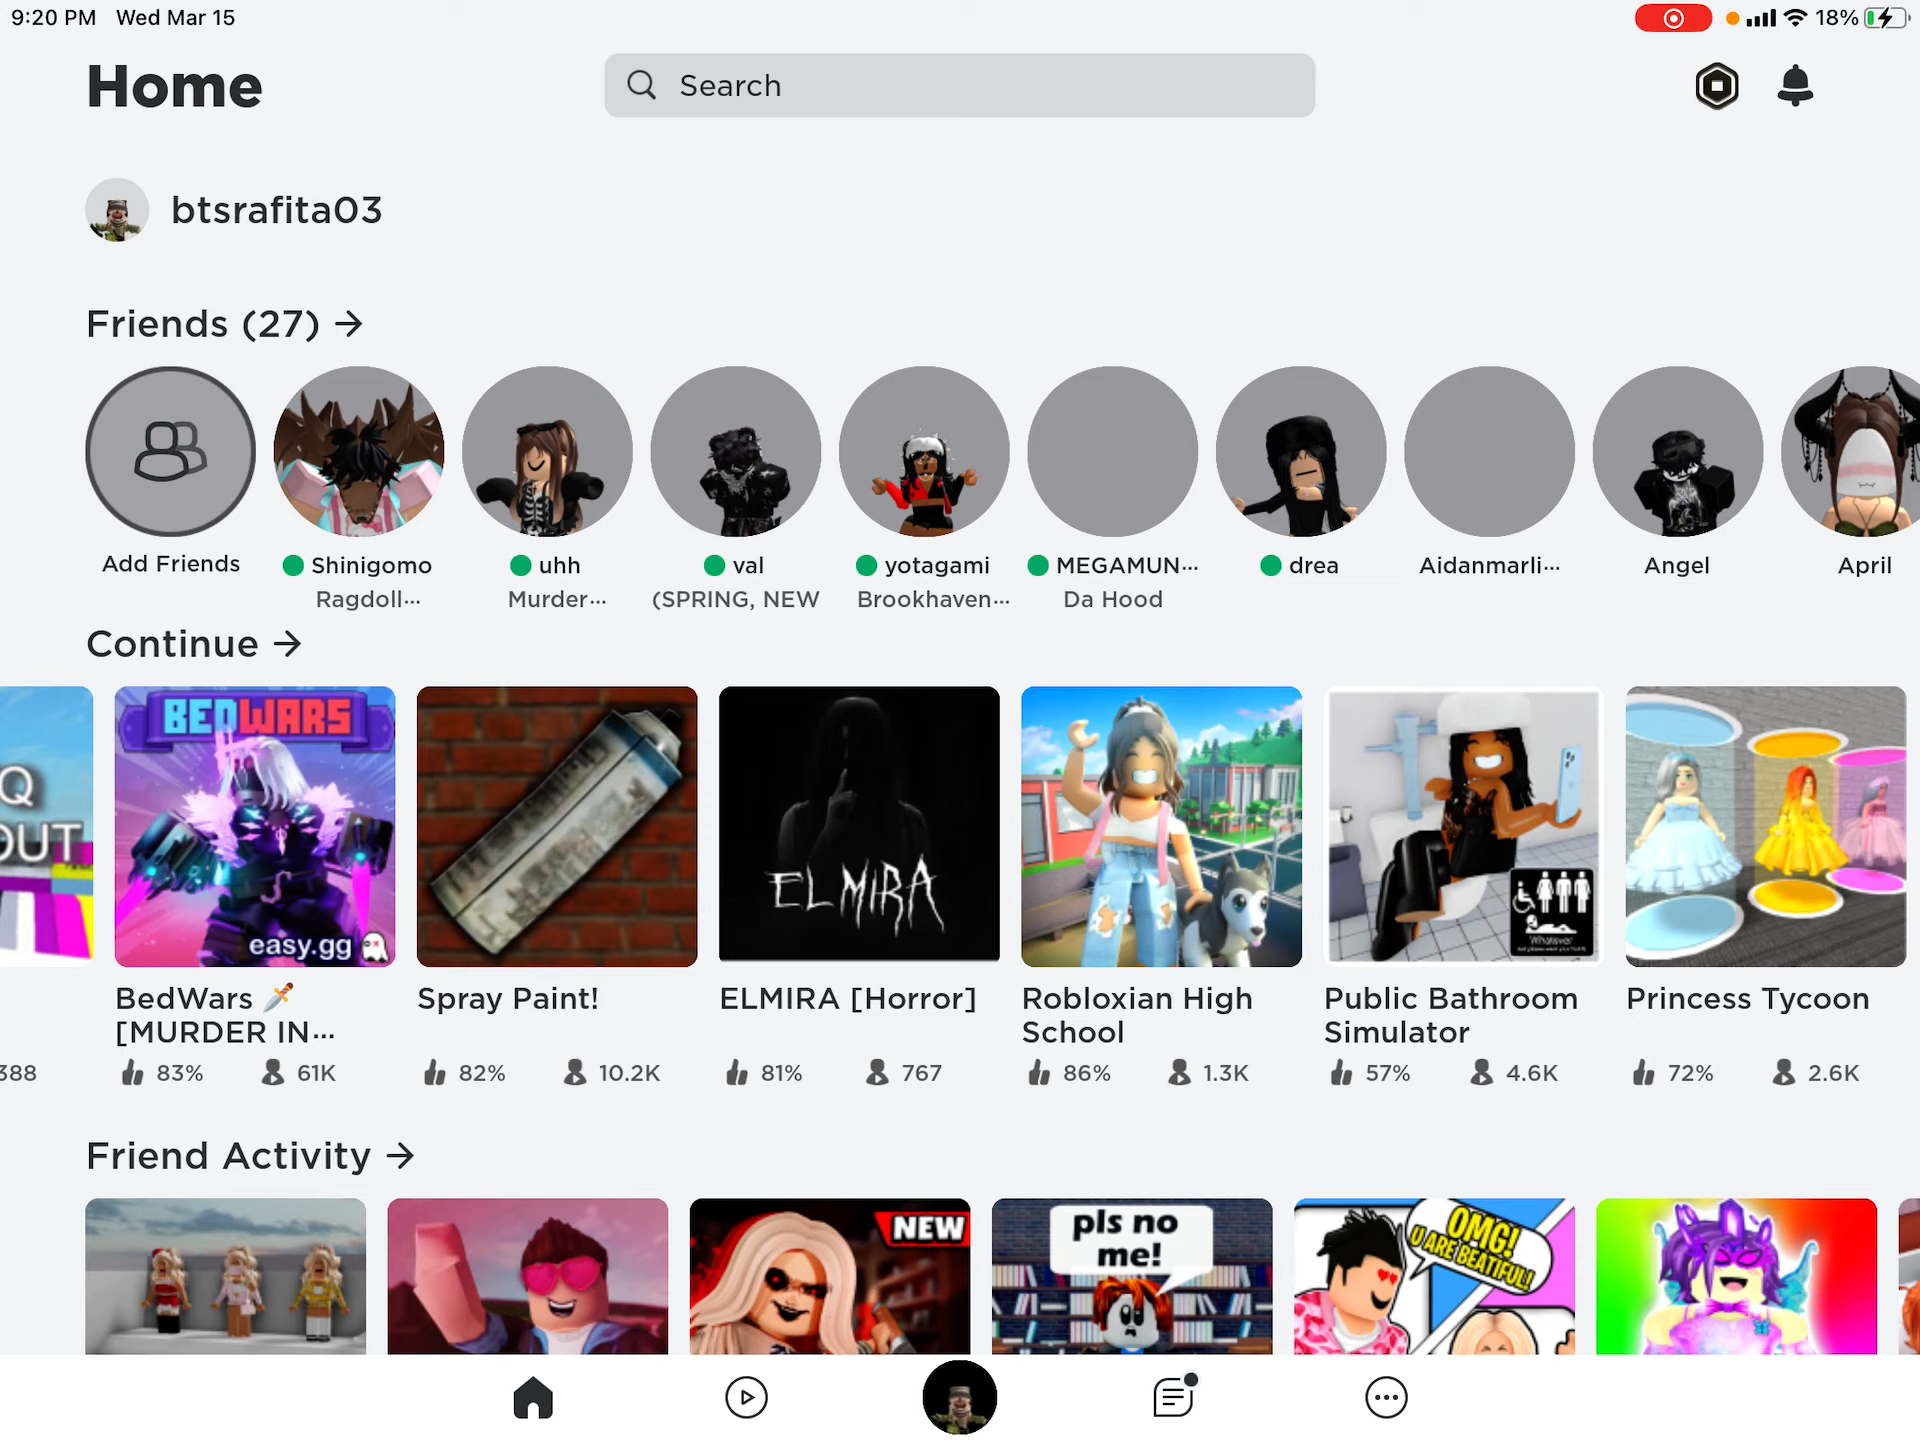 9:20 PM Wed Mar 15
18%
Home
Search
btsrafita03
Friends (27)
Add Friends
Shinigomo
Ragdoll...
uhh
Murder...
val
(SPRING, NEW
yotagami
Brookhaven...
MEGAMUN...
Da Hood
drea
Aidanmarli...
Angel
April
Continue
Q
OUT
388
BEDWARS
easy.gg
BedWars
[MURDER IN...
83% 61K
Spray Paint!
82% 10.2K
ELMIRA
ELMIRA [Horror]
81% 767
Robloxian High
School
86% 1.3K
Whatever
Public Bathroom
Simulator
57% 4.6K
Princess Tycoon
72% 2.6K
Friend Activity
NEW
pls no
me!
OMG!
U ARE BEATIFUL!